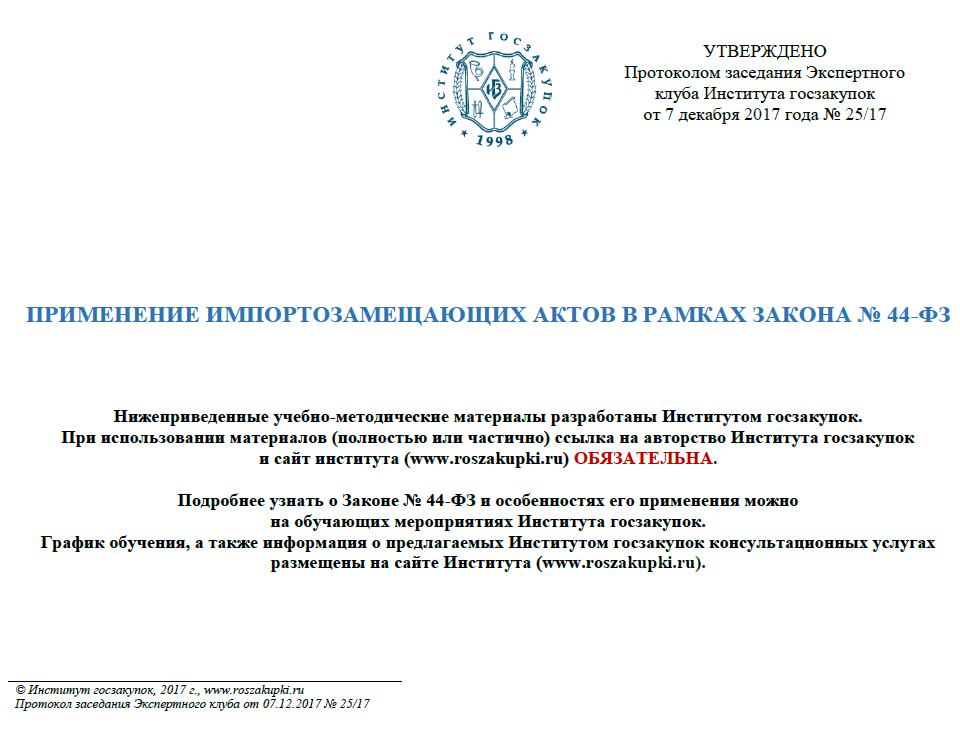 ИНСТИТУТ ГОСЗАКУПОК
ИГЗ
1998
УТВЕРЖДЕНО
Протоколом заседания Экспертного
клуба Института госзакупок
от 7 декабря 2017 года № 25/17
ПРИМЕНЕНИЕ ИМПОРТОЗАМЕЩАЮЩИХ АКТОВ В РАМКАХ ЗАКОНА № 44-ФЗ
Нижеприведенные учебно-методические материалы разработаны Институтом госзакупок.
При использовании материалов (полностью или частично) ссылка на авторство Института госзакупок
и сайт института (www.roszakupki.ru) ОБЯЗАТЕЛЬНА.
Подробнее узнать о Законе № 44-ФЗ и особенностях его применения можно
на обучающих мероприятиях Института госзакупок.
График обучения, а также информация о предлагаемых Институтом госзакупок консультационных услугах
размещены на сайте Института (www.roszakupki.ru).
© Институт госзакупок, 2017 г., www.roszakupki.ru
Протокол заседания Экспертного клуба от 07.12.2017 № 25/17